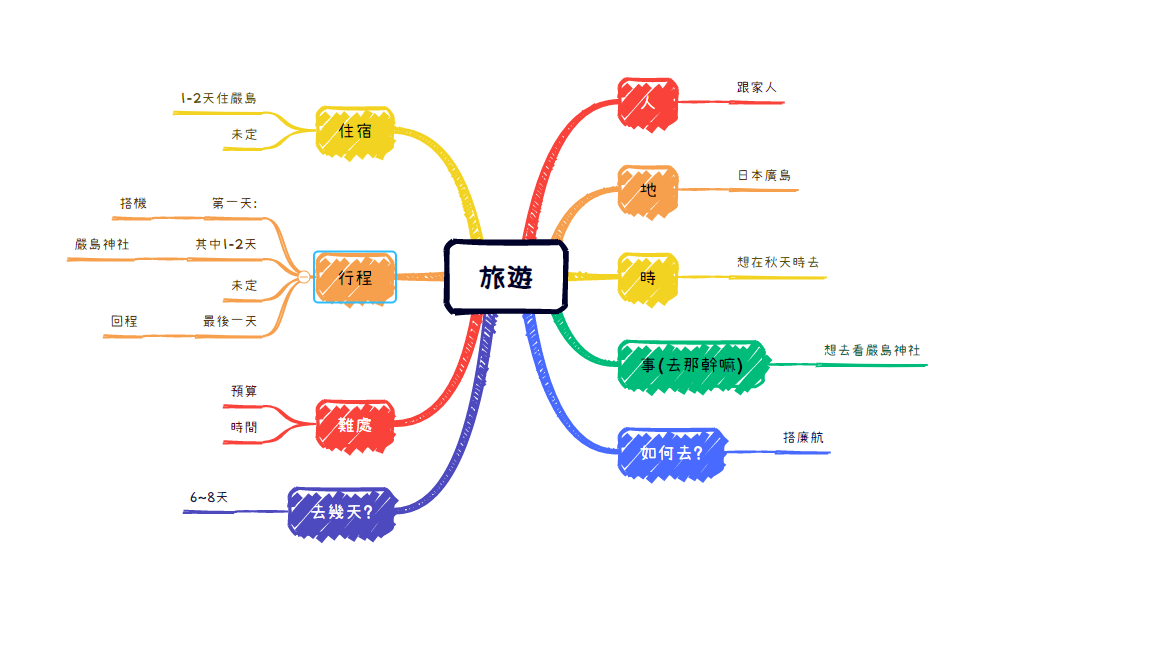 旅遊
人
跟家人
地
日本廣島
時
想在秋天時去
事(去那幹嘛)
想去看嚴島神社
如何去?
搭廉航
住宿
1-2天住嚴島
未定
行程
第一天:
搭機
其中1-2天
嚴島神社
未定
最後一天
回程
難處
預算
時間
去幾天?
6~8天